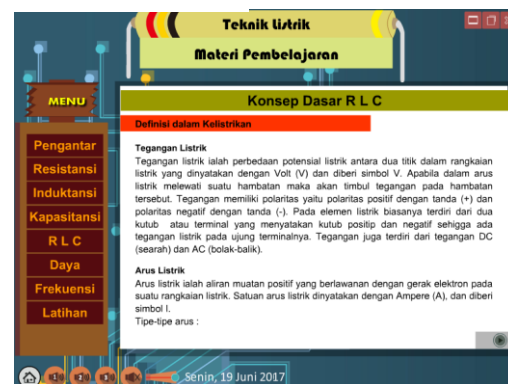 Teknik Listrik
Materi Pembelajaran
MENU
Pengantar
Resistansi
Induktansi
Kapasitansi
R L C
Daya
Frekuensi
Latihan
Konsep Dasar R L C
Definisi dalam Kelistrikan
Tegangan Listrik
Tegangan listrik ialah perbedaan potensial listrik antara dua titik dalam rangkaian
listrik yang dinyatakan dengan Volt (V) dan diberi simbol V. Apabila dalam arus
listrik melewati suatu hambatan maka akan timbul tegangan pada hambatan
tersebut. Tegangan memiliki polaritas yaitu polaritas positif dengan tanda (+) dan
polaritas negatif dengan tanda (-). Pada elemen listrik biasanya terdiri dari dua
kutub atau terminal yang menyatakan kutub positip dan negatif sehigga ada
tegangan listrik pada ujung terminalnya. Tegangan juga terdiri dari tegangan DC
(searah) dan AC (bolak-balik).
Arus Listrik
Arus listrik ialah aliran muatan positif yang berlawanan dengan gerak elektron pada
suatu rangkaian listrik. Satuan arus listrik dinyatakan dengan Ampere (A), dan diberi
simbol I.
Tipe-tipe arus :
Senin, 19 Juni 2017